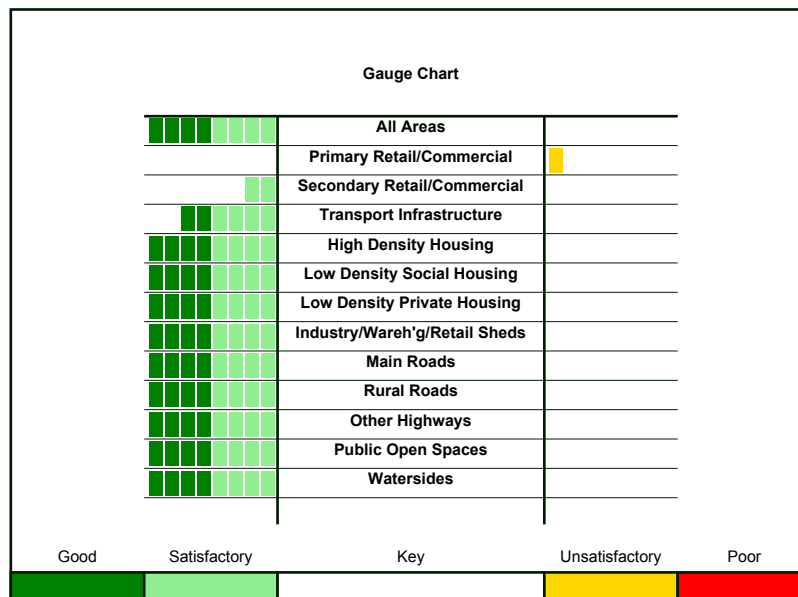 Gauge Chart
All Areas
Primary Retail/Commercial
Secondary Retail/Commercial
Transport Infrastructure
High Density Housing
Low Density Social Housing
Low Density Private Housing
Industry/Wareh'g/Retail Sheds
Main Roads
Rural Roads
Other Highways
Public Open Spaces
Watersides
Good Satisfactory Key Unsatisfactory Poor